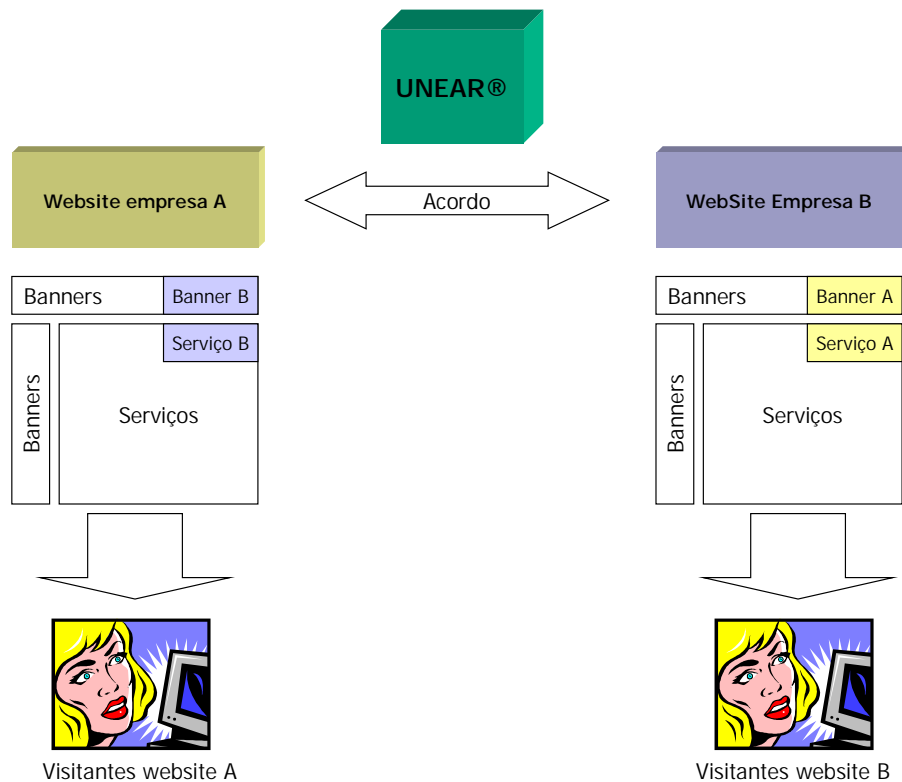 UNEAR®
Website empresa A
Acordo
WebSite Empresa B
Banners
Banner B
Serviço B
Banners
Serviços
Banners
Banner A
Serviço A
Banners
Serviços
Visitantes website A
Visitantes website B